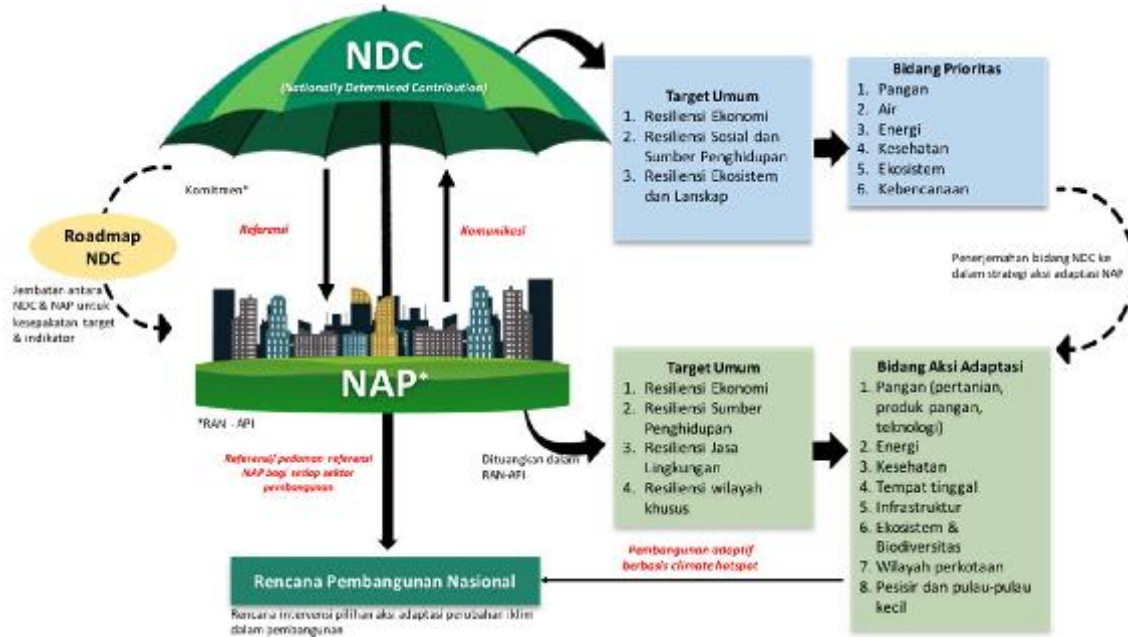 NDC
(Nationally Determined Contribution)
Target Umum
1. Resiliensi Ekonomi
2. Resiliensi Sosial dan
Sumber Penghidupan
3. Resiliensi Ekosistem
dan Lanskap
Bidang Prioritas
1. Pangan
2. Air
3. Energi
4. Kesehatan
5. Ekosistem
6. Kebencanaan
Komitmen*
Referensi
Komunikasi
Roadmap
NDC
Jembatan antara
NDC & NAP untuk
kesepakatan target
& indikator
Penerjemahan bidang NDC ke
dalam strategi aksi adaptasi NAP
NAP*
*RAN - API
Referensi/ pedoman referensi
NAP bagi setiap sektor
pembangunan
Dituangkan dalam
RAN-API
Target Umum
1. Resiliensi Ekonomi
2. Resiliensi Sumber
Penghidupan
3. Resiliensi Jasa
Lingkungan
4. Resiliensi wilayah
khusus
Bidang Aksi Adaptasi
1. Pangan (pertanian,
produk pangan,
teknologi)
2. Energi
3. Kesehatan
4. Tempat tinggal
5. Infrastruktur
6. Ekosistem &
Biodiversitas
7. Wilayah perkotaan
8. Pesisir dan pulau-pulau
kecil
Pembangunan adaptif
berbasis climate hotspot
Rencana Pembangunan Nasional
Rencana intervensi pilihan aksi adaptasi perubahan iklim
dalam pembangunan